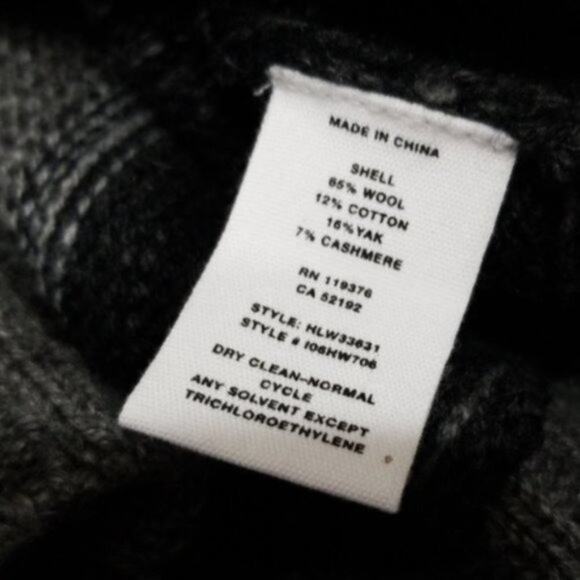 MADE IN CHINA
SHELL
65% WOOL
12% COTTON
16%YAK
7% CASHMERE
RN 119376
CA 52192
STYLE: HLW33631
STYLE # I06HW706
DRY CLEAN–NORMAL
CYCLE
ANY SOLVENT EXCEPT
TRICHLOROETHYLENE